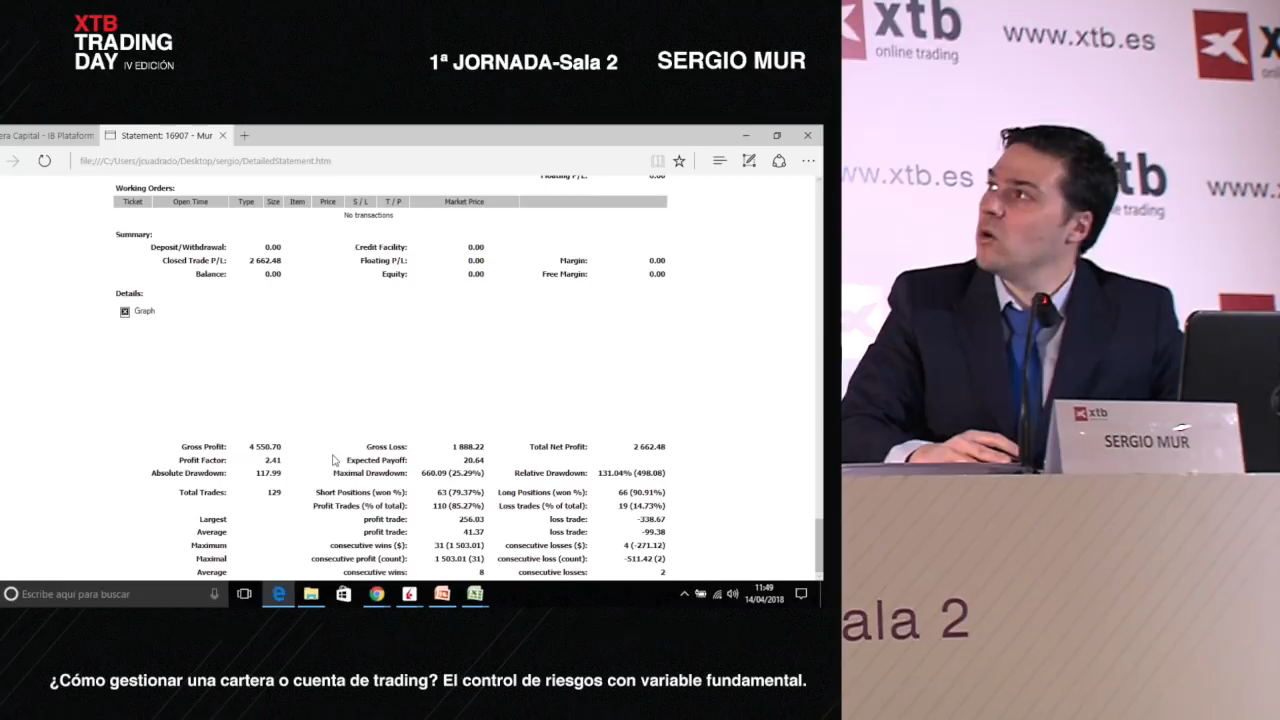 XTB
TRADING
DAY IV EDICIÓN
1ª JORNADA-Sala 2 SERGIO MUR
era Capital - IB Plataform
Statement: 16907 - Mur
file:///C:/Users/jcuadrado/Desktop/sergio/DetailedStatement.htm
Floating P/L: 0.00
Working Orders:
Ticket Open Time Type Size Item Price S / L T / P Market Price
No transactions
Summary:
Deposit/Withdrawal: 0.00 Credit Facility: 0.00
Closed Trade P/L: 2 662.48 Floating P/L: 0.00 Margin: 0.00
Balance: 0.00 Equity: 0.00 Free Margin: 0.00
Details:
Graph
Gross Profit: 4 550.70 Gross Loss: 1 888.22 Total Net Profit: 2 662.48
Profit Factor: 2.41 Expected Payoff: 20.64
Absolute Drawdown: 117.99 Maximal Drawdown: 660.09 (25.29%) Relative Drawdown: 131.04% (498.08)
Total Trades: 129 Short Positions (won %): 63 (79.37%) Long Positions (won %): 66 (90.91%)
Profit Trades (% of total): 110 (85.27%) Loss trades (% of total): 19 (14.73%)
Largest profit trade: 256.03 loss trade: -338.67
Average profit trade: 41.37 loss trade: -99.38
Maximum consecutive wins ($): 31 (1 503.01) consecutive losses ($): 4 (-271.12)
Maximal consecutive profit (count): 1 503.01 (31) consecutive loss (count): -511.42 (2)
Average consecutive wins: 8 consecutive losses: 2
Escribe aquí para buscar
11:49
14/04/2018
¿Cómo gestionar una cartera o cuenta de trading? El control de riesgos con variable fundamental.
xtb
online trading
www.xtb.es
www.xtb.es
xtb
online trading
www.x
xtb
SERGIO MUR
ala 2